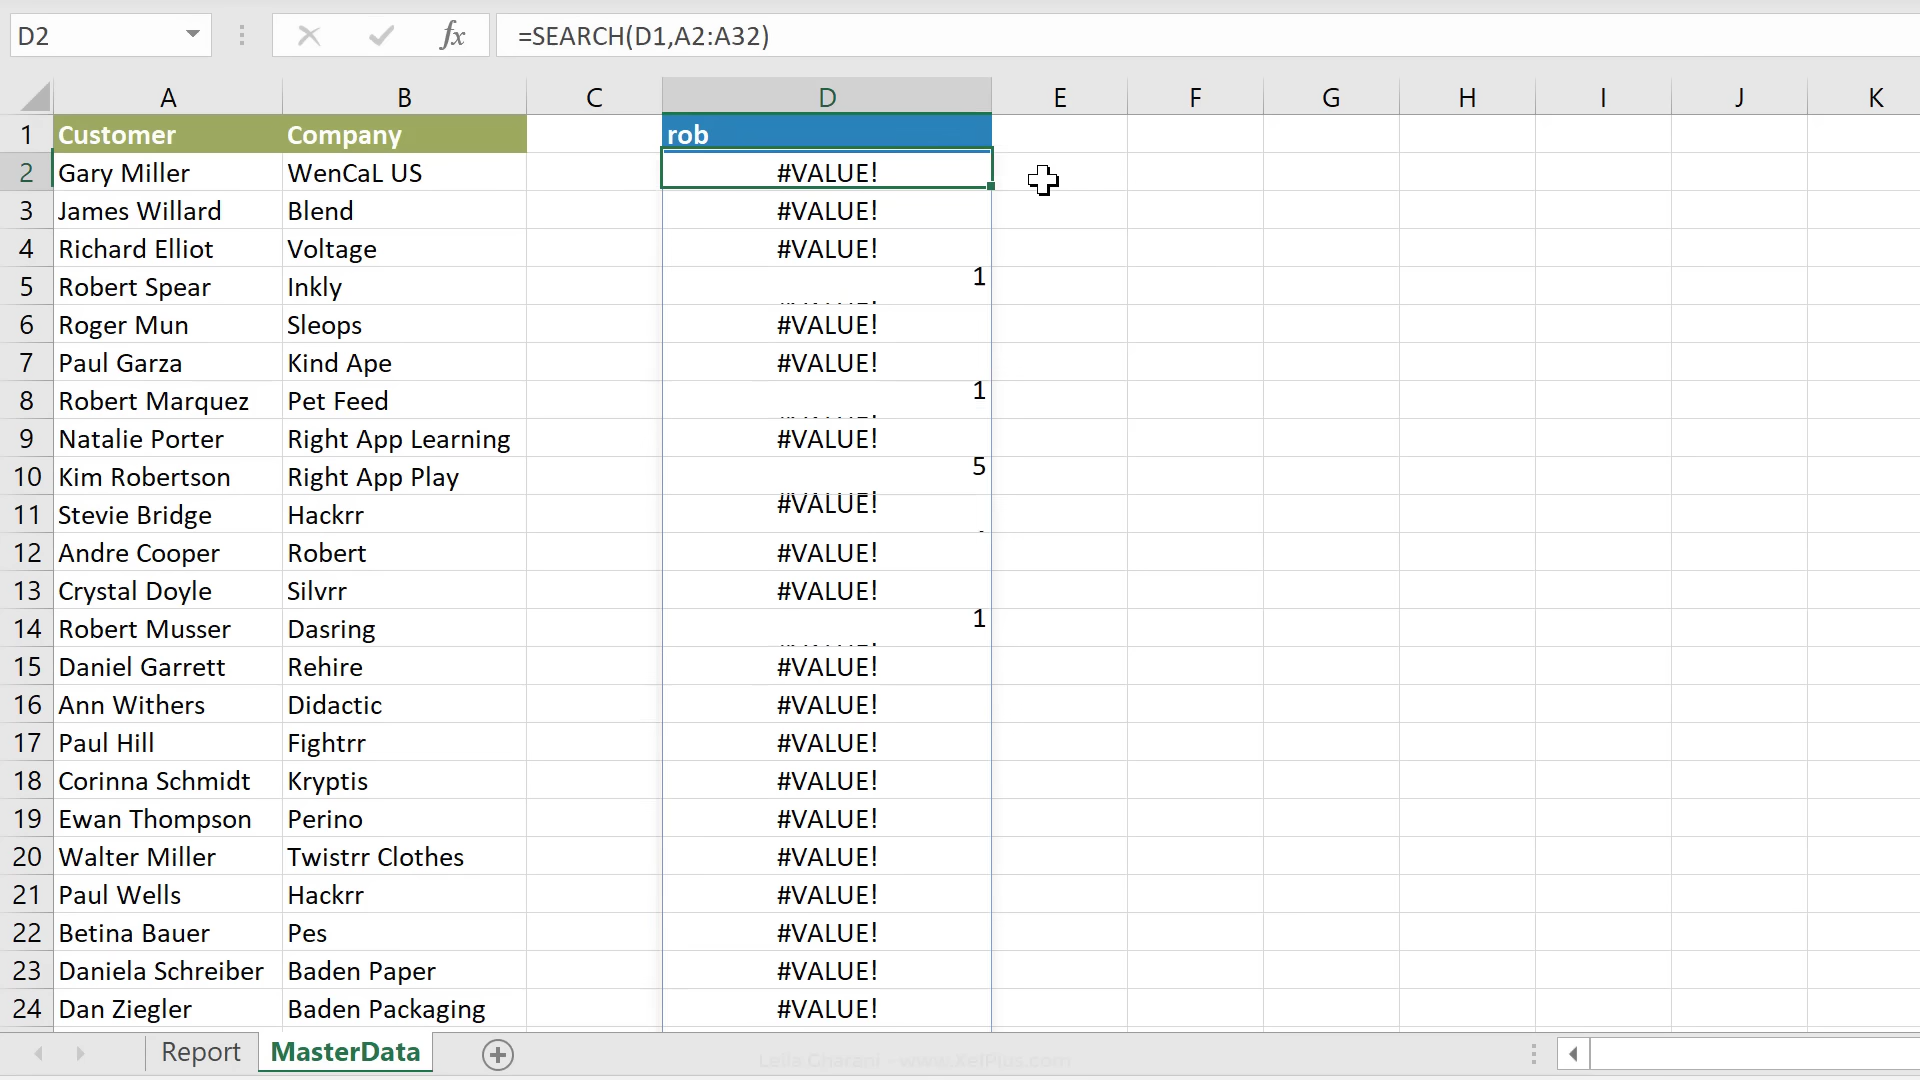 D2 fx =SEARCH(D1,A2:A32)
A B C D E F G H I J K
1 Customer Company rob
2 Gary Miller WenCaL US #VALUE!
3 James Willard Blend #VALUE!
4 Richard Elliot Voltage #VALUE!
5 Robert Spear Inkly 1
6 Roger Mun Sleops #VALUE!
7 Paul Garza Kind Ape #VALUE!
8 Robert Marquez Pet Feed 1
9 Natalie Porter Right App Learning #VALUE!
10 Kim Robertson Right App Play 5
11 Stevie Bridge Hackrr #VALUE!
12 Andre Cooper Robert #VALUE!
13 Crystal Doyle Silvrr #VALUE!
14 Robert Musser Dasring 1
15 Daniel Garrett Rehire #VALUE!
16 Ann Withers Didactic #VALUE!
17 Paul Hill Fightrr #VALUE!
18 Corinna Schmidt Kryptis #VALUE!
19 Ewan Thompson Perino #VALUE!
20 Walter Miller Twistrr Clothes #VALUE!
21 Paul Wells Hackrr #VALUE!
22 Betina Bauer Pes #VALUE!
23 Daniela Schreiber Baden Paper #VALUE!
24 Dan Ziegler Baden Packaging #VALUE!
Report MasterData
Leila Gharani - www.XelPlus.com